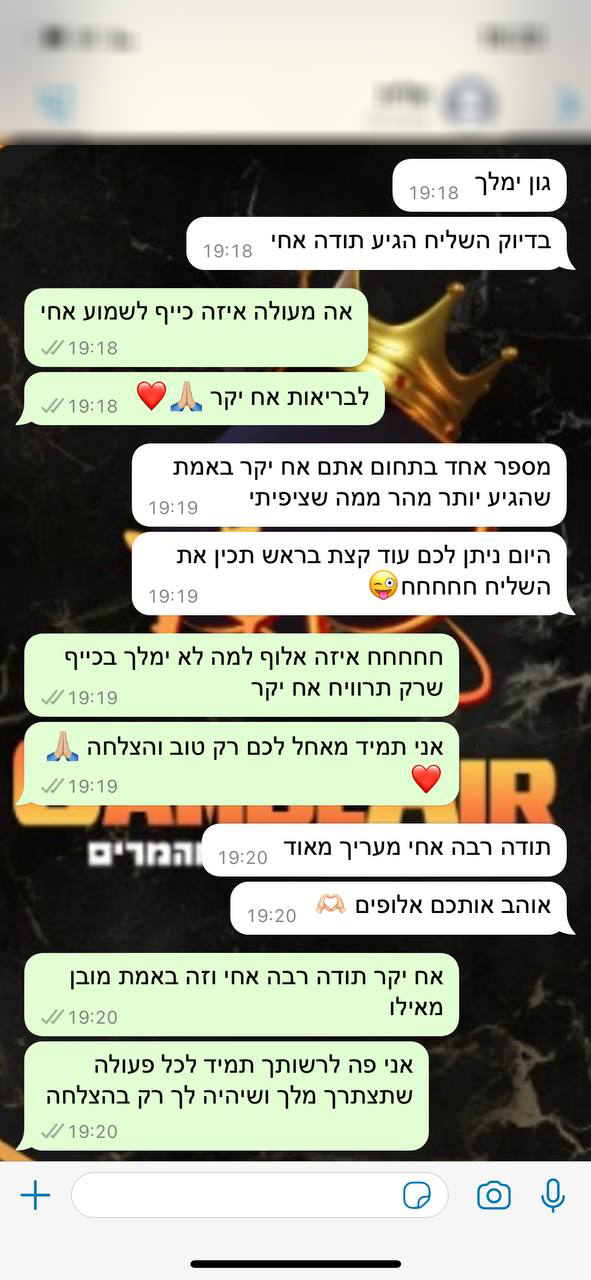 גון ימלך
19:18
בדיוק השליח הגיע תודה אחי
19:18
אה מעולה איזה כייף לשמוע אחי
19:18
לבריאות אח יקר 🙏🏼❤️
19:18
מספר אחד בתחום אתם אח יקר באמת
שהגיע יותר מהר ממה שציפיתי
19:19
היום ניתן לכם עוד קצת בראש תכין את
השליח חחחחח😜
19:19
חחחחח איזה אלוף למה לא ימלך בכייף
שרק תרוויח אח יקר
19:19
אני תמיד מאחל לכם רק טוב והצלחה 🙏🏼
❤️
19:19
תודה רבה אחי מעריך מאוד
19:20
והמרים
אוהב אותכם אלופים 🫶🏻
19:20
אח יקר תודה רבה אחי וזה באמת מובן
מאילו
19:20
אני פה לרשותך תמיד לכל פעולה
שתצתרך מלך ושיהיה לך רק בהצלחה
19:20